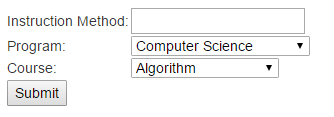 Instruction Method:
Program: Computer Science
Course: Algorithm
Submit